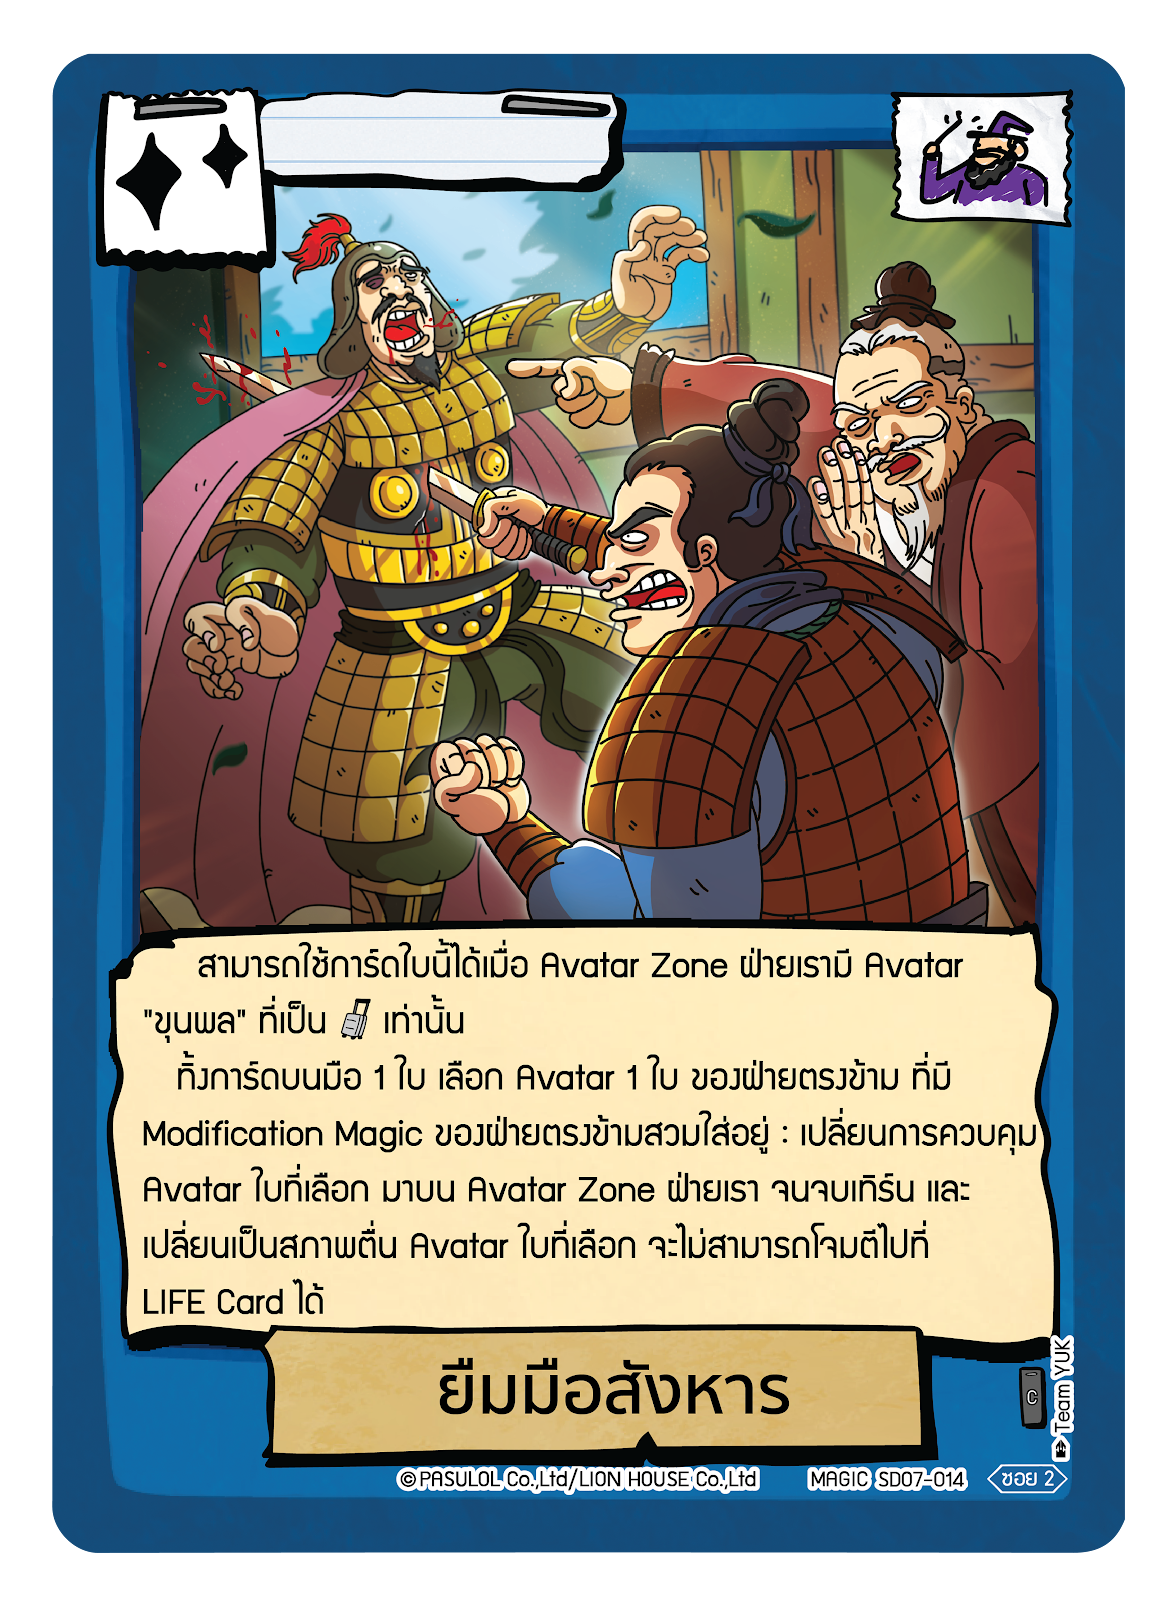 สามารถใช้การ์ดใบนี้ได้เมื่อ Avatar Zone ฝ่ายเรามี Avatar
"ขุนพล" ที่เป็น เท่านั้น
ทิ้งการ์ดบนมือ 1 ใบ เลือก Avatar 1 ใบ ของฝ่ายตรงข้าม ที่มี
Modification Magic ของฝ่ายตรงข้ามสวมใส่อยู่ : เปลี่ยนการควบคุม
Avatar ใบที่เลือก มาบน Avatar Zone ฝ่ายเรา จนจบเทิร์น และ
เปลี่ยนเป็นสภาพตื่น Avatar ใบที่เลือก จะไม่สามารถโจมตีไปที่
LIFE Card ได้
ยืมมือสังหาร
C
Team YUK
© PASULOL Co.,Ltd/LION HOUSE Co.,Ltd MAGIC SD07-014 ซอย 2